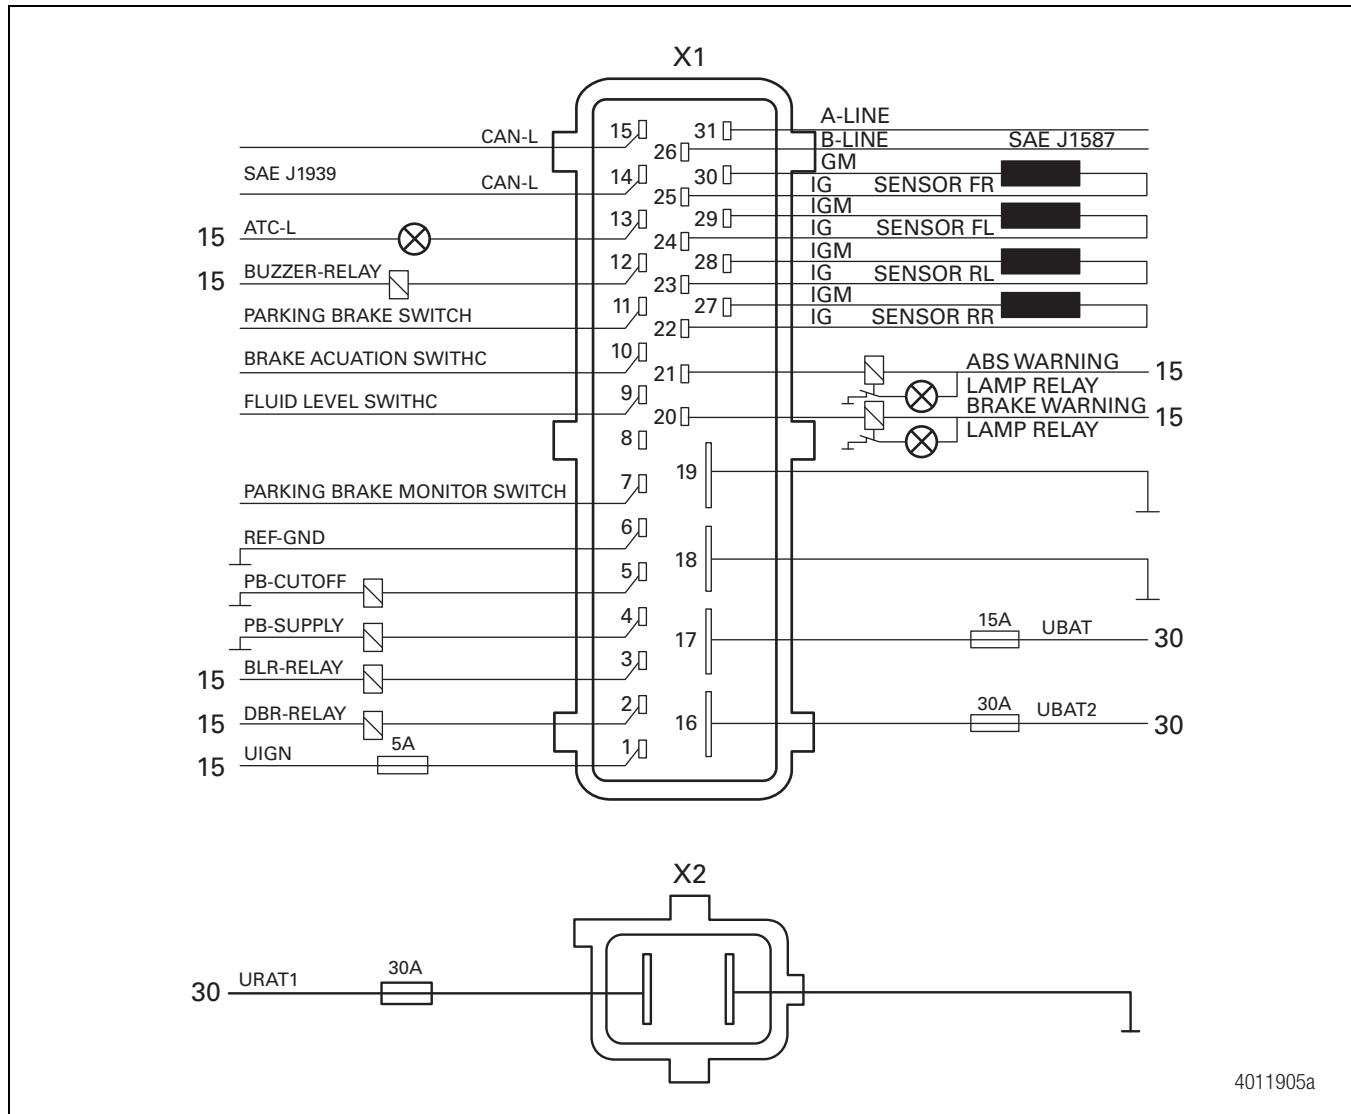 X1
CAN-L 15 31 A-LINE
26 B-LINE SAE J1587
SAE J1939
CAN-L 14 30 GM
25 IG SENSOR FR
15 ATC-L 13 29 IGM
24 IG SENSOR FL
15 BUZZER-RELAY 12 28 IGM
23 IG SENSOR RL
PARKING BRAKE SWITCH 11 27 IGM
22 IG SENSOR RR
BRAKE ACUATION SWITHC 10
21 ABS WARNING 15
LAMP RELAY
FLUID LEVEL SWITHC 9
20 BRAKE WARNING 15
LAMP RELAY
8
19
PARKING BRAKE MONITOR SWITCH 7
REF-GND 6
18
PB-CUTOFF 5
PB-SUPPLY 4
17 15A UBAT 30
15 BLR-RELAY 3
15 DBR-RELAY 2
16 30A UBAT2 30
15 UIGN 5A 1
X2
30 URAT1 30A
4011905a